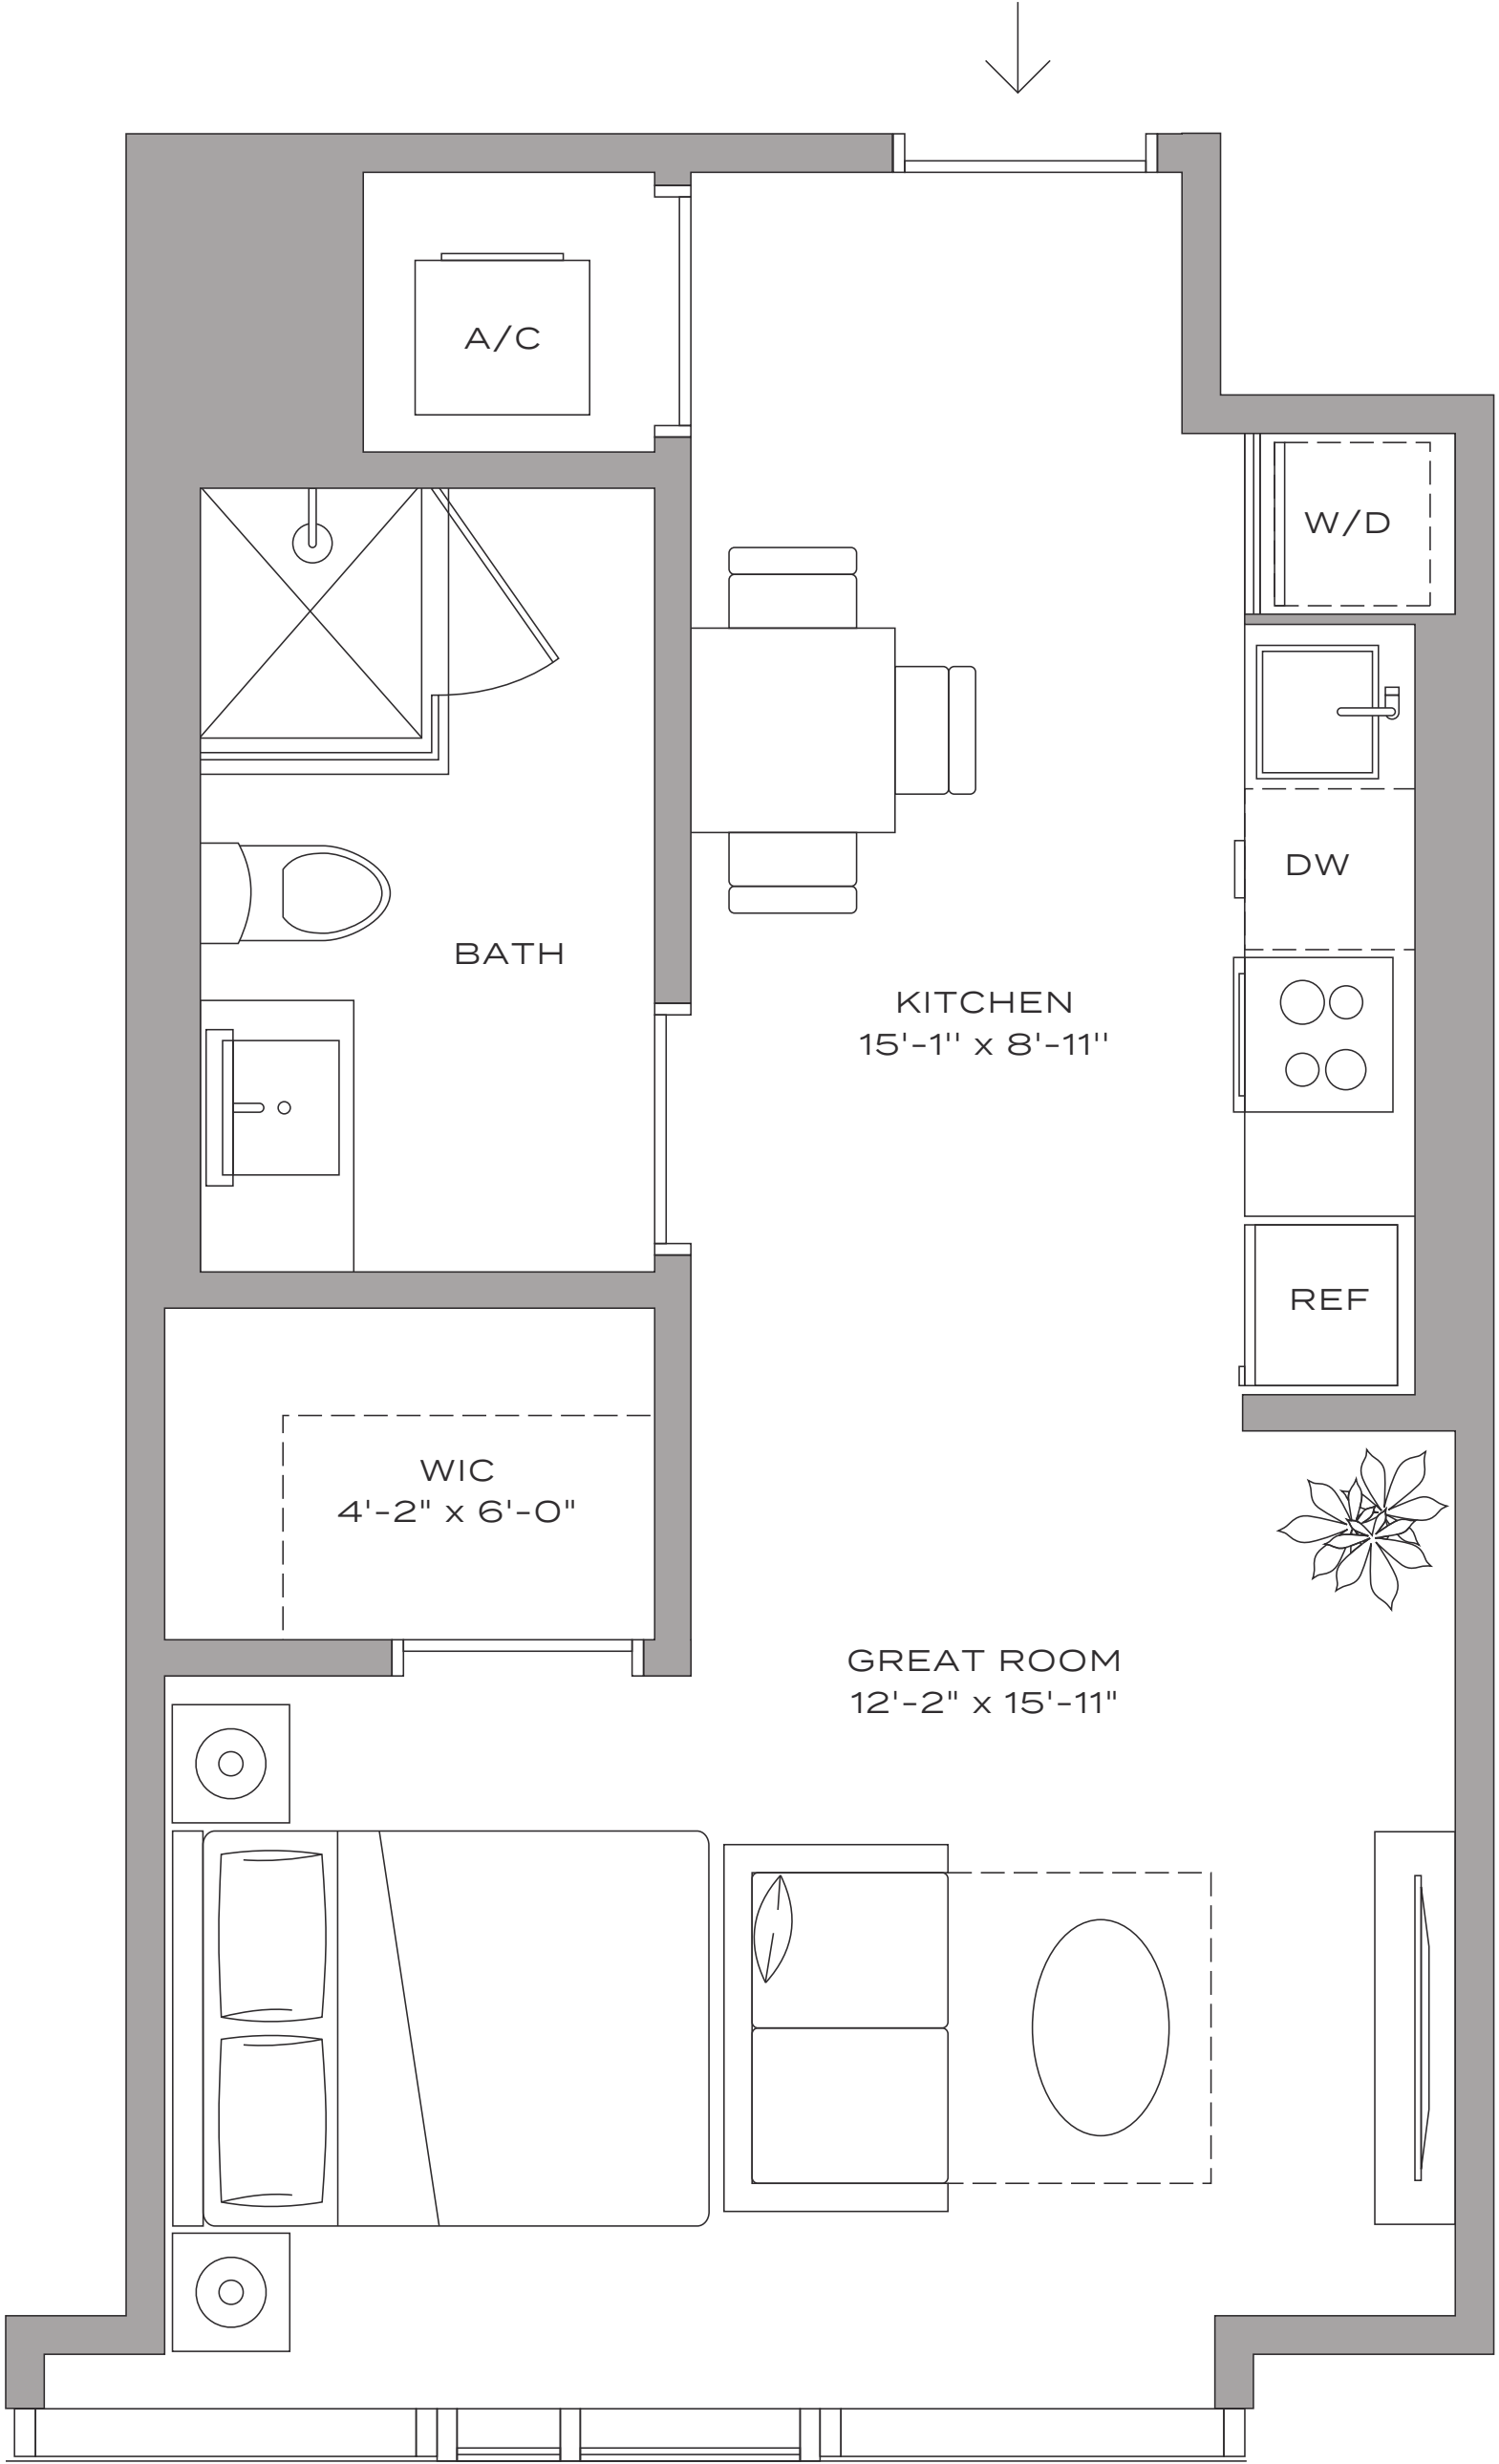 A/C
W/D
DW
BATH
KITCHEN
15'-1'' x 8'-11''
REF
WIC
4'-2" x 6'-0"
GREAT ROOM
12'-2" x 15'-11"